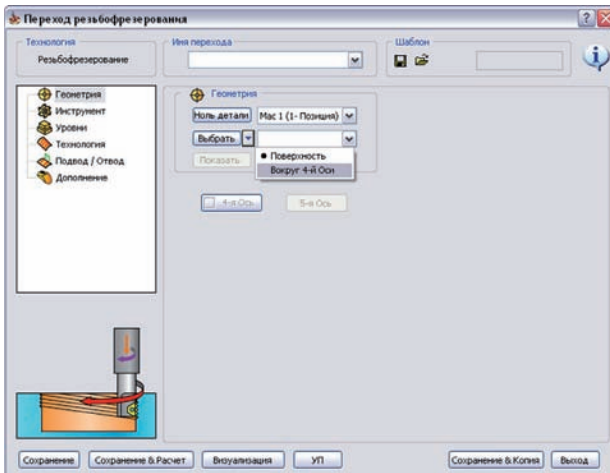 Переход резьбофрезерования
Технология
Резьбофрезерование
Имя перехода
Шаблон
Геометрия
Инструмент
Уровни
Технология
Подвод / Отвод
Дополнение
Геометрия
Ноль детали Mac 1 (1- Позиция)
Выбрать
Поверхность
Показать
Вокруг 4-й Оси
4-я Ось 5-я Ось
Сохранение Сохранение & Расчет Визуализация УП Сохранение & Копия Выход